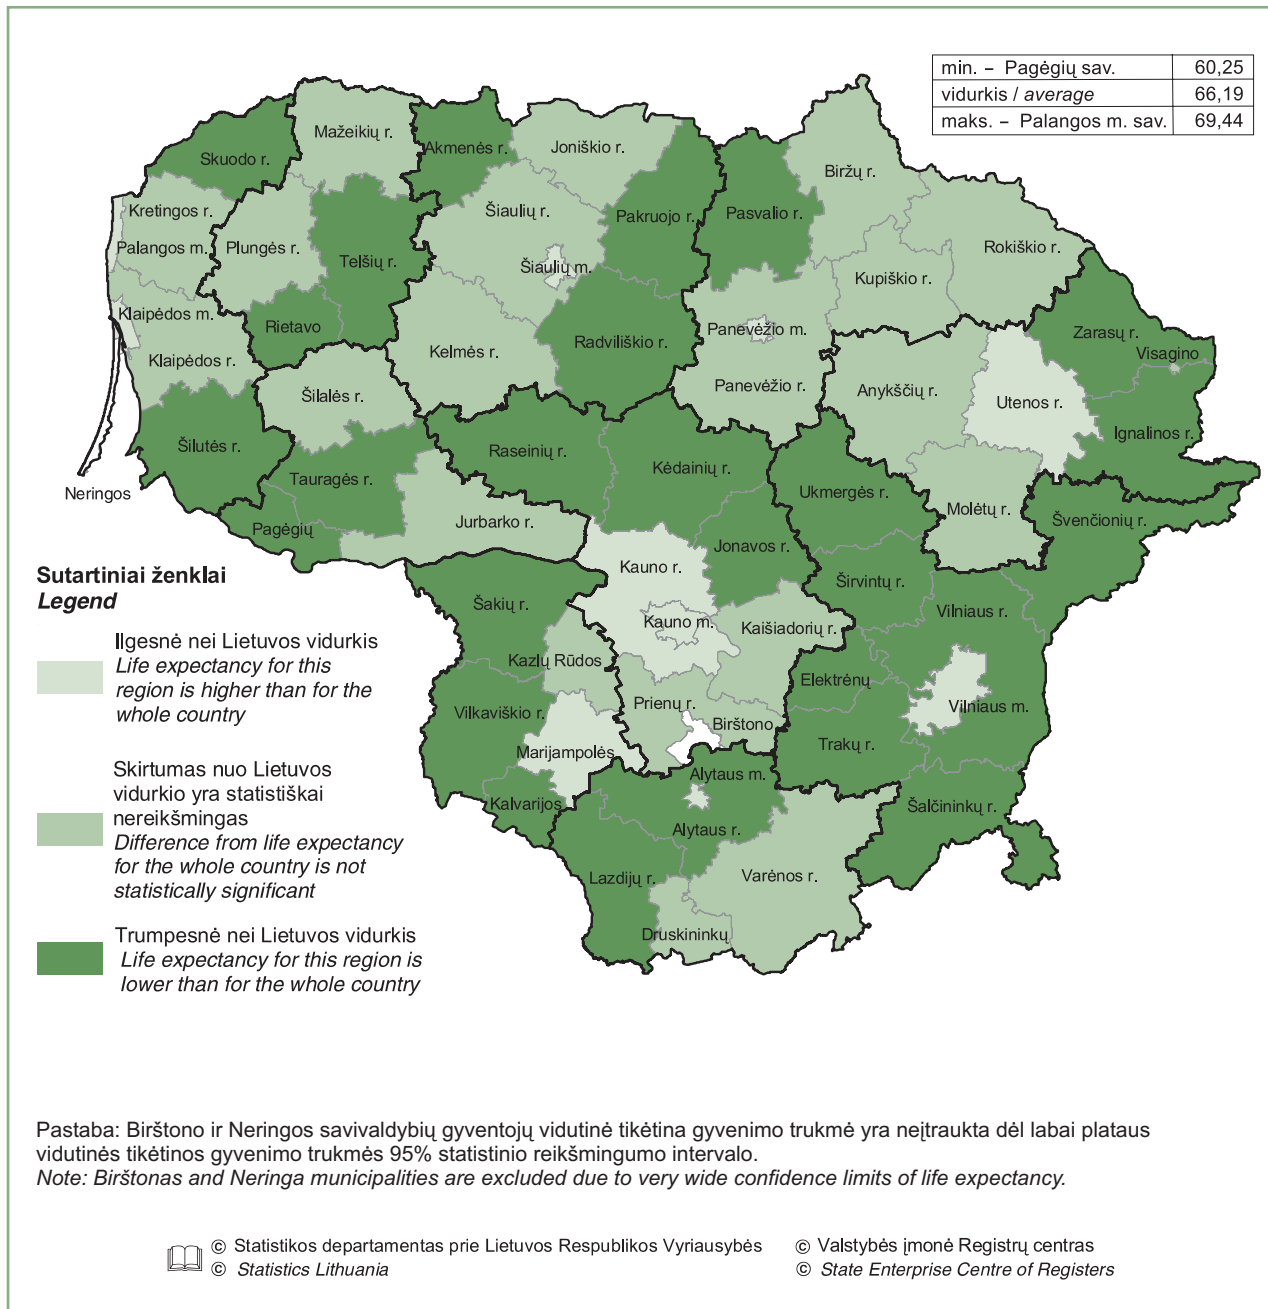 min. – Pagėgių sav. 60,25
vidurkis / average 66,19
maks. – Palangos m. sav. 69,44
Mažeikių r.
Akmenės r.
Joniškio r.
Skuodo r.
Biržų r.
Kretingos r.
Šiaulių r.
Pakruojo r.
Pasvalio r.
Palangos m.
Plungės r.
Telšių r.
Šiaulių m.
Rokiškio r.
Kupiškio r.
Klaipėdos m.
Rietavo
Panevėžio m.
Zarasų r.
Klaipėdos r.
Kelmės r.
Radviliškio r.
Visagino
Šilalės r.
Panevėžio r.
Anykščių r.
Utenos r.
Šilutės r.
Raseinių r.
Ignalinos r.
Tauragės r.
Kėdainių r.
Neringos
Ukmergės r.
Molėtų r.
Švenčionių r.
Pagėgių
Jurbarko r.
Jonavos r.
Kauno r.
Širvintų r.
Šakių r.
Vilniaus r.
Kauno m.
Kaišiadorių r.
Kazlų Rūdos
Elektrėnų
Vilkaviškio r.
Prienų r.
Birštono
Vilniaus m.
Marijampolės
Trakų r.
Alytaus m.
Kalvarijos
Šalčininkų r.
Alytaus r.
Lazdijų r.
Varėnos r.
Druskininkų
Sutartiniai ženklai
Legend
Ilgesnė nei Lietuvos vidurkis
Life expectancy for this
region is higher than for the
whole country
Skirtumas nuo Lietuvos
vidurkio yra statistiškai
nereikšmingas
Difference from life expectancy
for the whole country is not
statistically significant
Trumpesnė nei Lietuvos vidurkis
Life expectancy for this region is
lower than for the whole country
Pastaba: Birštono ir Neringos savivaldybių gyventojų vidutinė tikėtina gyvenimo trukmė yra neįtraukta dėl labai plataus
vidutinės tikėtinos gyvenimo trukmės 95% statistinio reikšmingumo intervalo.
Note: Birštonas and Neringa municipalities are excluded due to very wide confidence limits of life expectancy.
© Statistikos departamentas prie Lietuvos Respublikos Vyriausybės
© Statistics Lithuania
© Valstybės įmonė Registrų centras
© State Enterprise Centre of Registers